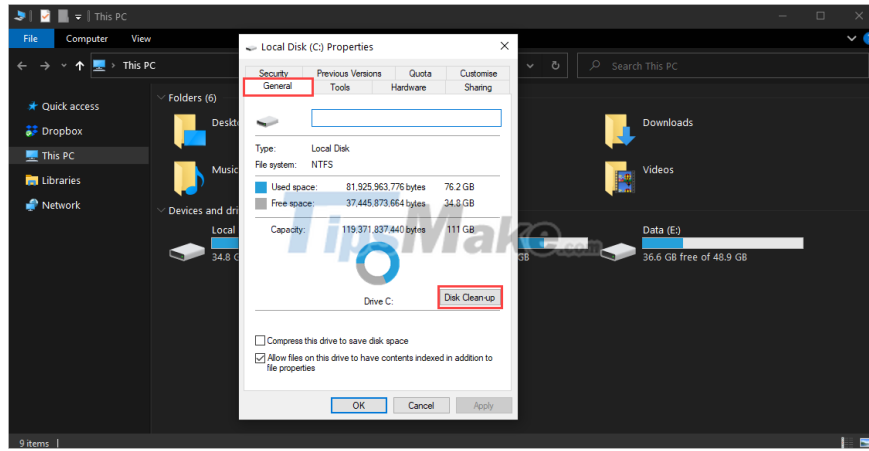 This PC
File Computer View
This PC
Search This PC
Quick access
Dropbox
This PC
Libraries
Network
Folders (6)
Deskto
Downloads
Music
Videos
Devices and dri
Local
34.8 G
GB
Data (E:)
36.6 GB free of 48.9 GB
9 items
Local Disk (C:) Properties
Security Previous Versions Quota Customise
General Tools Hardware Sharing
Type: Local Disk
File system: NTFS
Used space: 81,925,963,776 bytes 76.2 GB
Free space: 37,445,873,664 bytes 34.8 GB
Capacity: 119,371,837,440 bytes 111 GB
Drive C:
Disk Clean-up
Compress this drive to save disk space
Allow files on this drive to have contents indexed in addition to
file properties
OK Cancel Apply
TipsMake.com